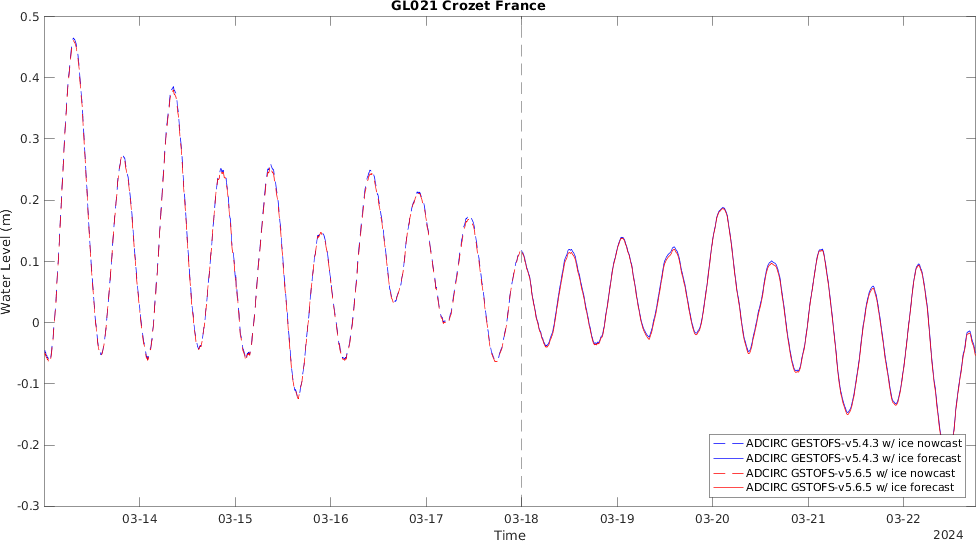 GL021 Crozet France
0.5
0.4
0.3
0.2
0.1
0
-0.1
-0.2
-0.3
Water Level (m)
ADCIRC GESTOFS-v5.4.3 w/ ice nowcast
ADCIRC GESTOFS-v5.4.3 w/ ice forecast
ADCIRC GSTOFS-v5.6.5 w/ ice nowcast
ADCIRC GSTOFS-v5.6.5 w/ ice forecast
03-14 03-15 03-16 03-17 03-18 03-19 03-20 03-21 03-22
Time
2024